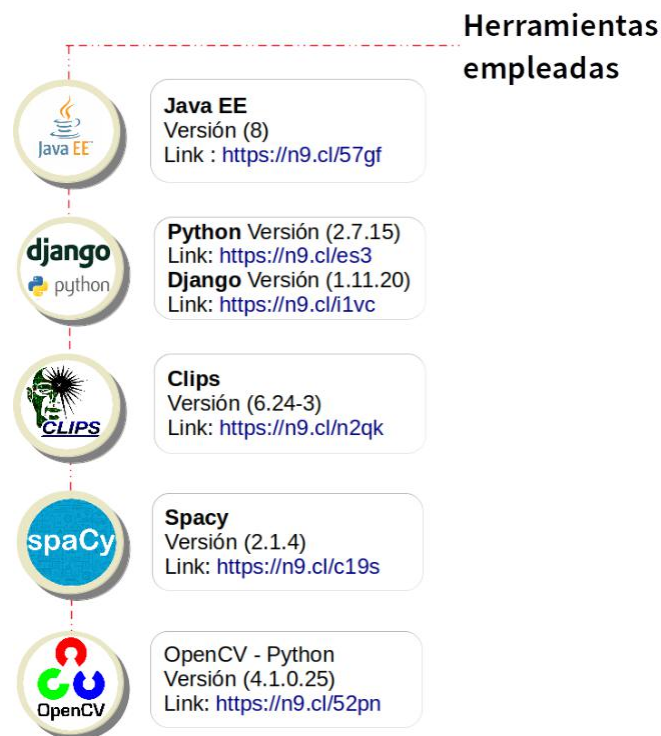 Herramientas
empleadas
Java EE
Java EE
Versión (8)
Link : https://n9.cl/57gf
django
python
Python Versión (2.7.15)
Link: https://n9.cl/es3
Django Versión (1.11.20)
Link: https://n9.cl/i1vc
CLIPS
Clips
Versión (6.24-3)
Link: https://n9.cl/n2qk
spaCy
Spacy
Versión (2.1.4)
Link: https://n9.cl/c19s
OpenCV
OpenCV - Python
Versión (4.1.0.25)
Link: https://n9.cl/52pn